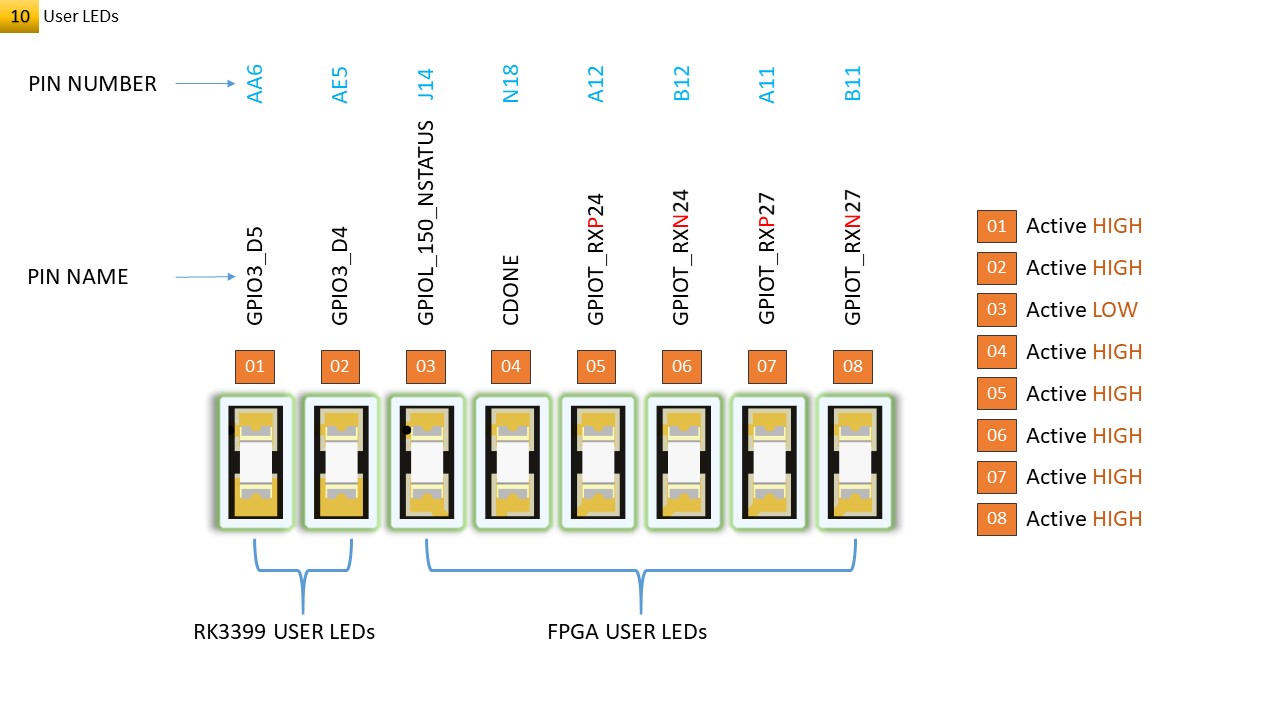 10 User LEDs
PIN NUMBER AA6 AE5 J14 N18 A12 B12 A11 B11
PIN NAME GPIO3_D5 GPIO3_D4 GPIOL_150_NSTATUS CDONE GPIOT_RXP24 GPIOT_RXN24 GPIOT_RXP27 GPIOT_RXN27
01 02 03 04 05 06 07 08
RK3399 USER LEDs
FPGA USER LEDs
01 Active HIGH
02 Active HIGH
03 Active LOW
04 Active HIGH
05 Active HIGH
06 Active HIGH
07 Active HIGH
08 Active HIGH